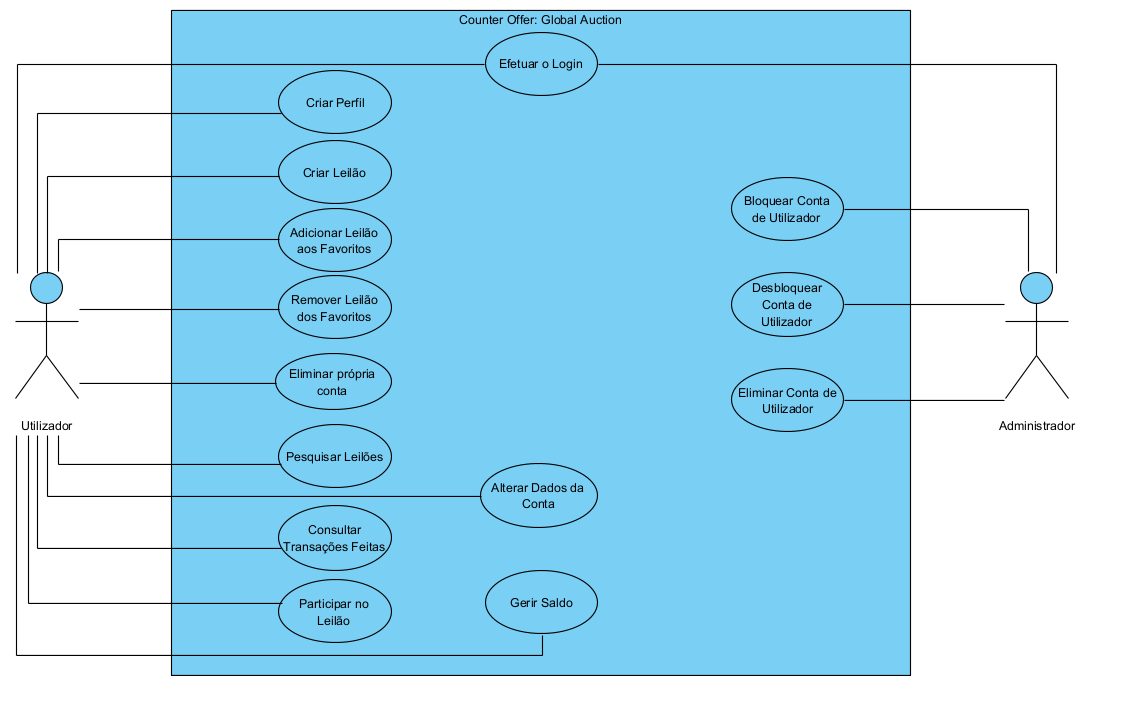 Counter Offer: Global Auction
Efetuar o Login
Criar Perfil
Criar Leilão
Adicionar Leilão
aos Favoritos
Remover Leilão
dos Favoritos
Eliminar própria
conta
Pesquisar Leilões
Alterar Dados da
Conta
Consultar
Transações Feitas
Participar no
Leilão
Gerir Saldo
Bloquear Conta
de Utilizador
Desbloquear
Conta de
Utilizador
Eliminar Conta de
Utilizador
Utilizador
Administrador